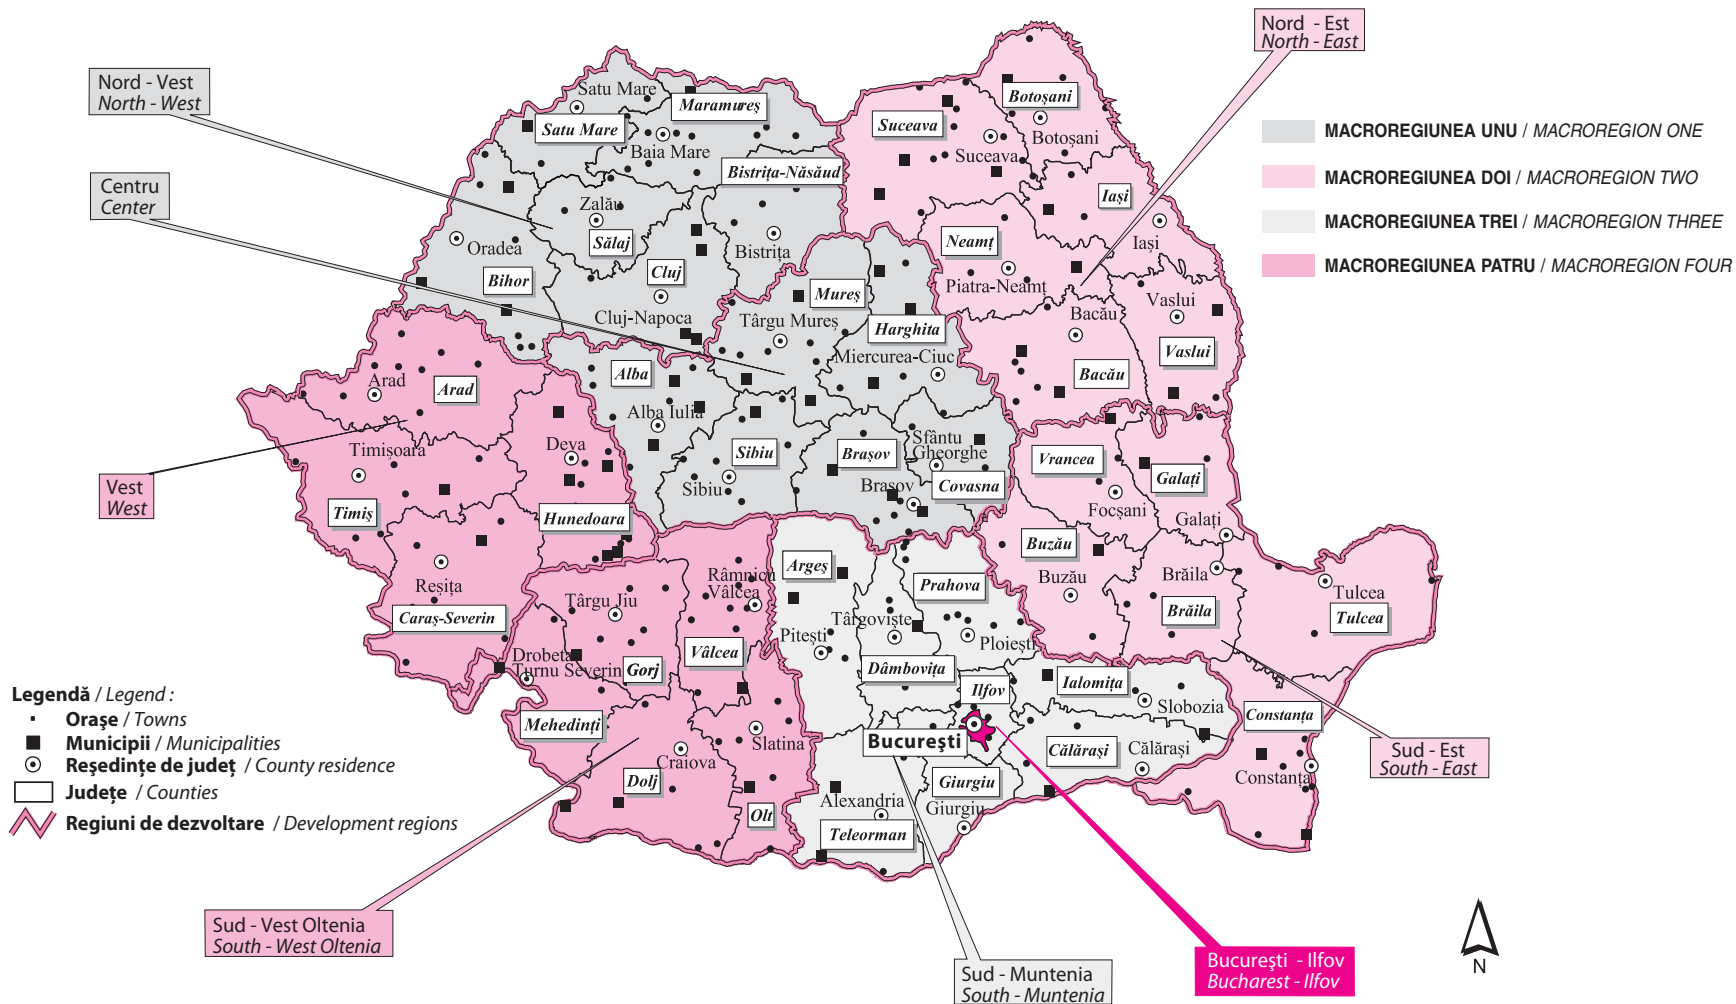 Nord - Est
North - East
Nord - Vest
North - West
Centru
Center
Vest
West
Satu Mare
Satu Mare
Maramureş
Baia Mare
Bistriţa-Năsăud
Zalău
Sălaj
Oradea
Bihor
Cluj
Cluj-Napoca
Bistriţa
Suceava
Suceava
Botoşani
Botoşani
Iaşi
Iaşi
Neamţ
Piatra-Neamţ
Bacău
Bacău
Vaslui
Vaslui
Mureş
Târgu Mureş
Harghita
Miercurea-Ciuc
Alba
Alba Iulia
Sibiu
Sibiu
Braşov
Braşov
Sfântu
Gheorghe
Covasna
Arad
Arad
Timişoara
Timiş
Deva
Hunedoara
Reşiţa
Caraş-Severin
Vrancea
Focşani
Galaţi
Galaţi
Buzău
Buzău
Brăila
Brăila
Tulcea
Tulcea
Constanţa
Constanţa
Târgu Jiu
Gorj
Râmnicu
Vâlcea
Vâlcea
Drobeta
Turnu Severin
Mehedinţi
Craiova
Dolj
Slatina
Olt
Argeş
Piteşti
Târgovişte
Dâmboviţa
Prahova
Ploieşti
Ilfov
Bucureşti
Ialomiţa
Slobozia
Călăraşi
Călăraşi
Giurgiu
Giurgiu
Alexandria
Teleorman
MACROREGIUNEA UNU / MACROREGION ONE
MACROREGIUNEA DOI / MACROREGION TWO
MACROREGIUNEA TREI / MACROREGION THREE
MACROREGIUNEA PATRU / MACROREGION FOUR
Legendă / Legend :
Oraşe / Towns
Municipii / Municipalities
Reşedinţe de judeţ / County residence
Judeţe / Counties
Regiuni de dezvoltare / Development regions
Sud - Est
South - East
Sud - Vest Oltenia
South - West Oltenia
Sud - Muntenia
South - Muntenia
Bucureşti - Ilfov
Bucharest - Ilfov
N